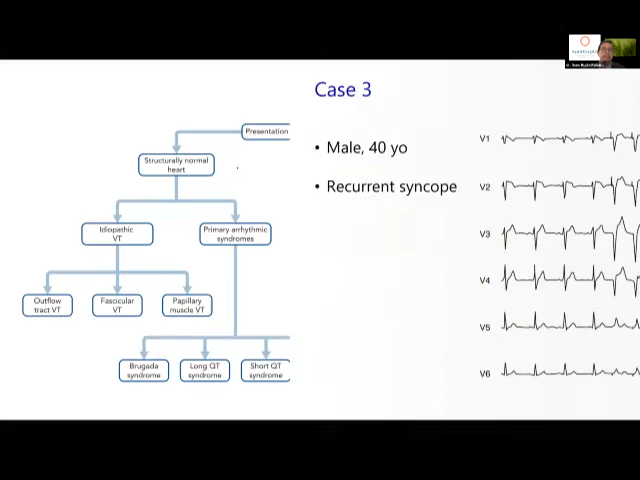 Case 3
Presentation
Structurally normal
heart
Idiopathic
VT
Primary arrhythmic
syndromes
Outflow
tract VT
Fascicular
VT
Papillary
muscle VT
Brugada
syndrome
Long QT
syndrome
Short QT
syndrome
• Male, 40 yo
• Recurrent syncope
V1
V2
V3
V4
V5
V6